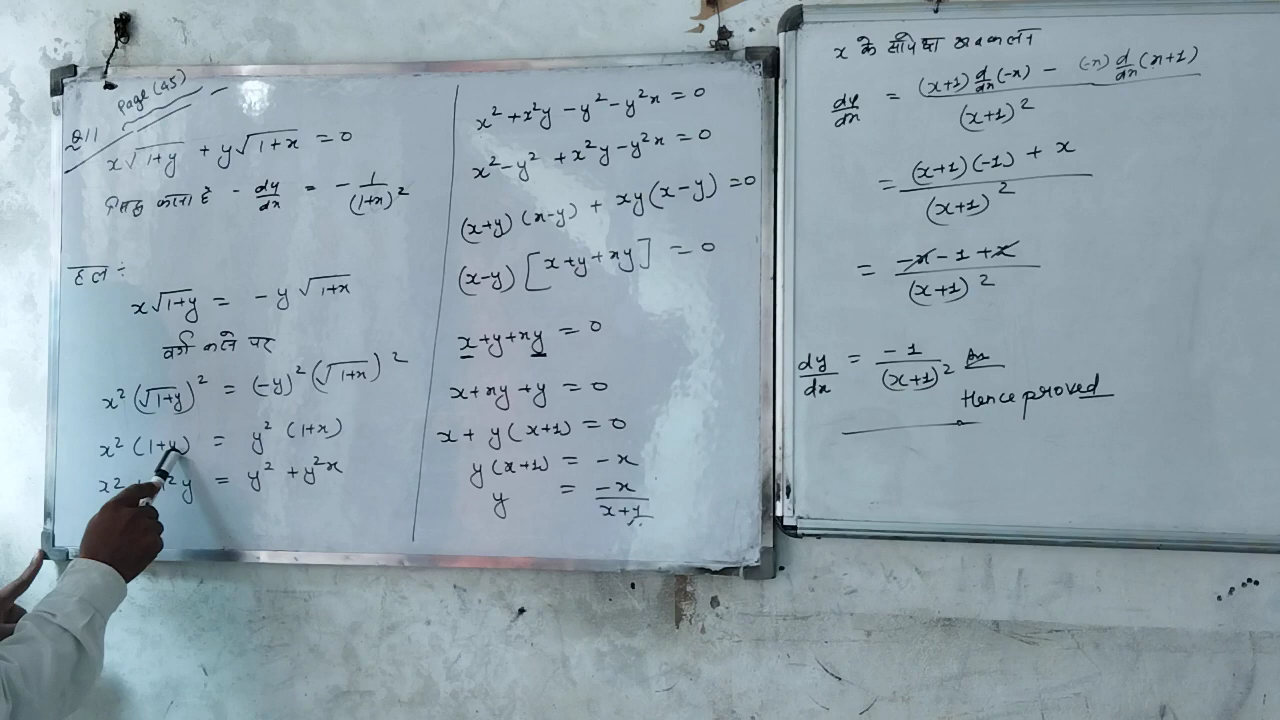 Page (45)
Q11
x√1+y + y√1+x = 0
सिद्ध करना है - dy/dx = - 1/(1+x)²
हल ÷
x√1+y = - y √1+x
वर्ग करने पर
x² (√1+y)² = (-y)² (√1+x)²
x² (1+y) = y² (1+x)
x² + x²y = y² + y²x
x² + x²y - y² - y²x = 0
x² - y² + x²y - y²x = 0
(x+y) (x-y) + xy (x-y) = 0
(x-y) [x+y+xy] = 0
x+y+xy = 0
x+xy+y = 0
x + y(x+1) = 0
y(x+1) = -x
y = -x/x+1
x के सापेक्ष अवकलन
dy/dx = (x+1) d/dx (-x) - (-x) d/dx (x+1)/(x+1)²
= (x+1)(-1) + x/(x+1)²
= -x - 1 + x/(x+1)²
dy/dx = -1/(x+1)² Ans
Hence proved